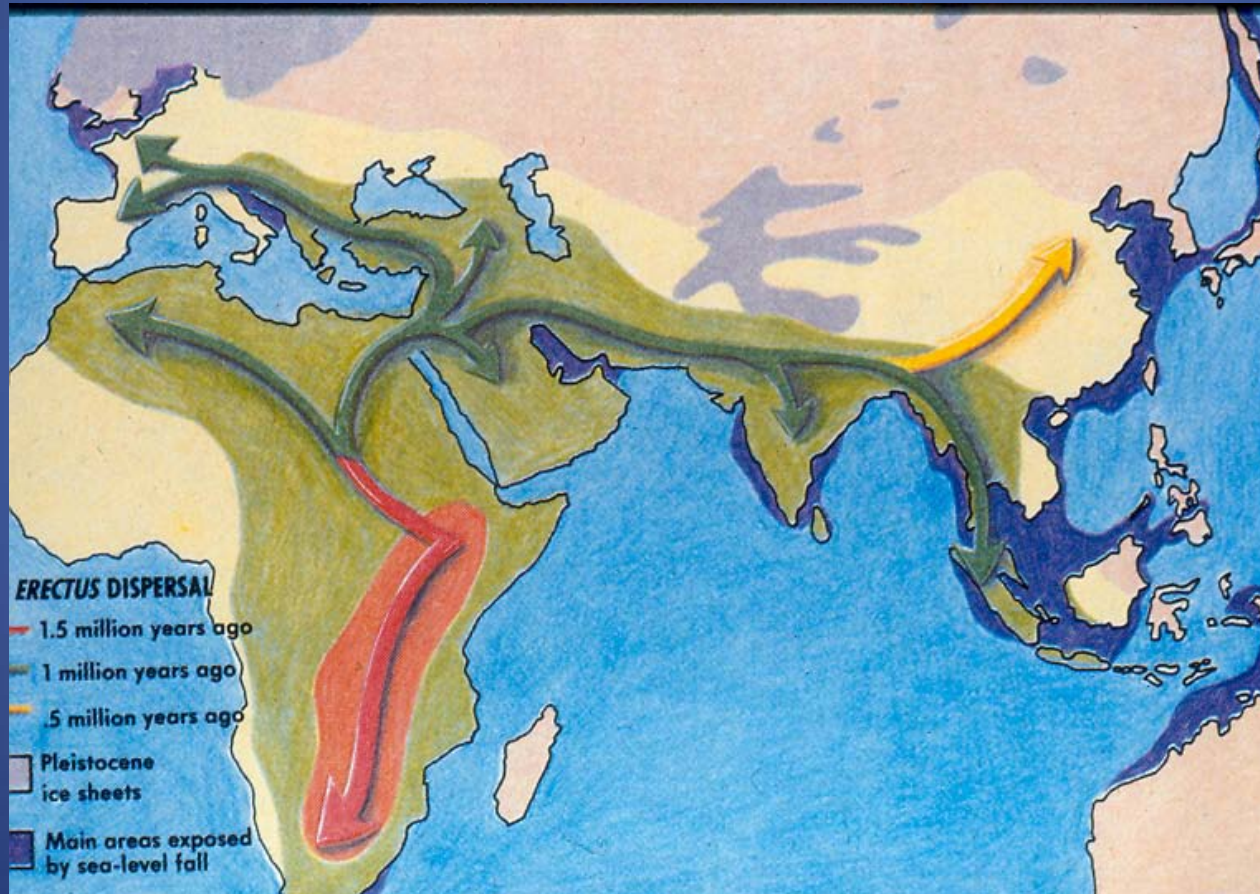 ERECTUS DISPERSAL
1.5 million years ago
1 million years ago
.5 million years ago
Pleistocene
ice sheets
Main areas exposed
by sea-level fall